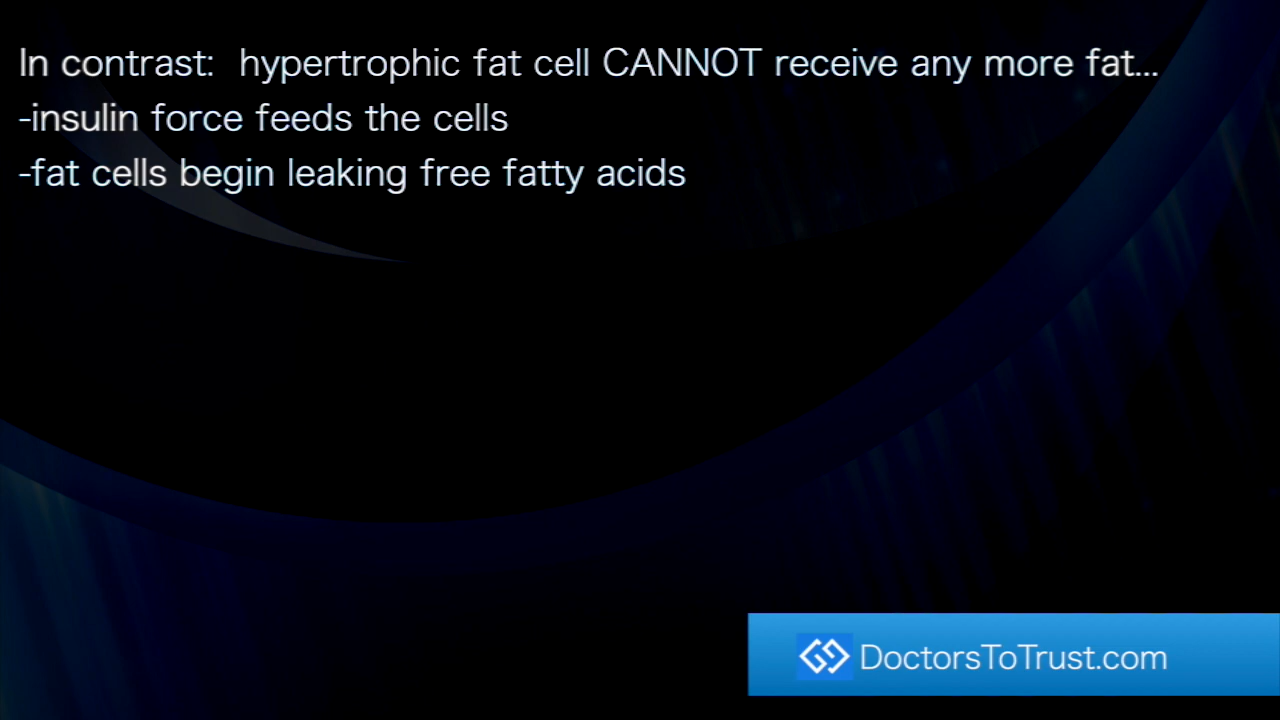 In contrast:  hypertrophic fat cell CANNOT receive any more fat...
-insulin force feeds the cells
-fat cells begin leaking free fatty acids
DoctorsToTrust.com